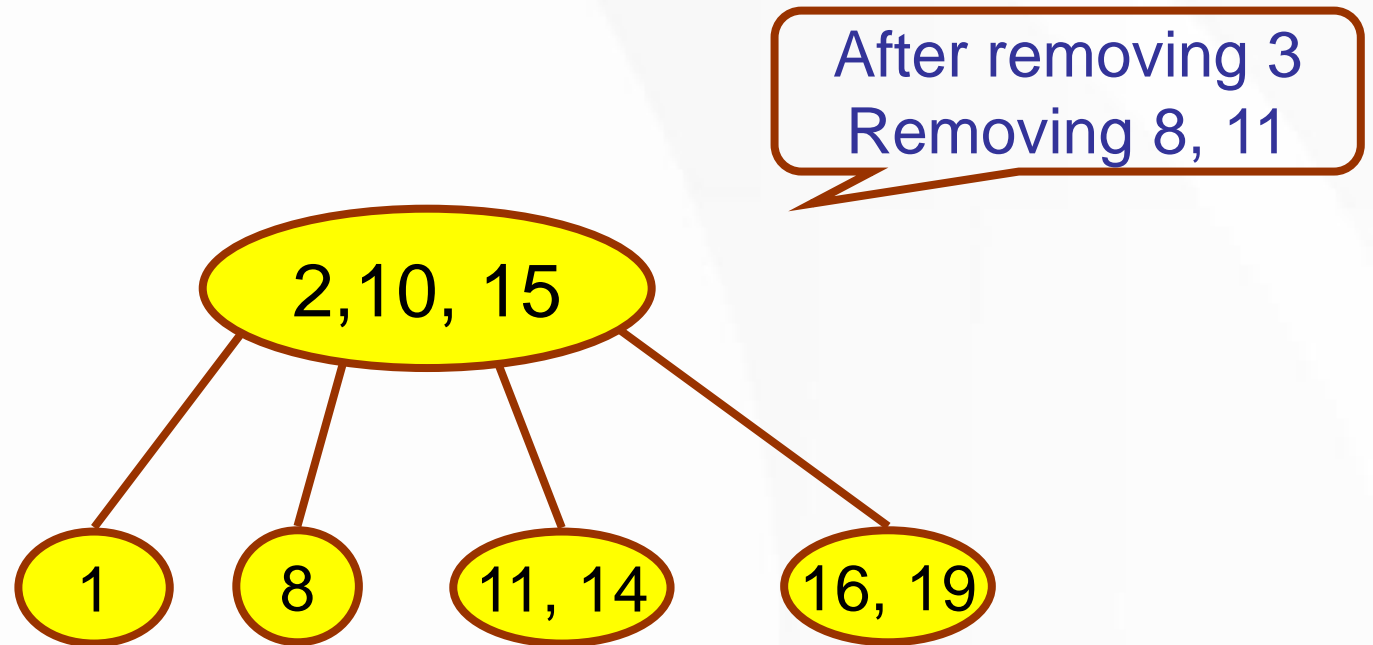 After removing 3
Removing 8, 11
2,10, 15
1
8
11, 14
16, 19